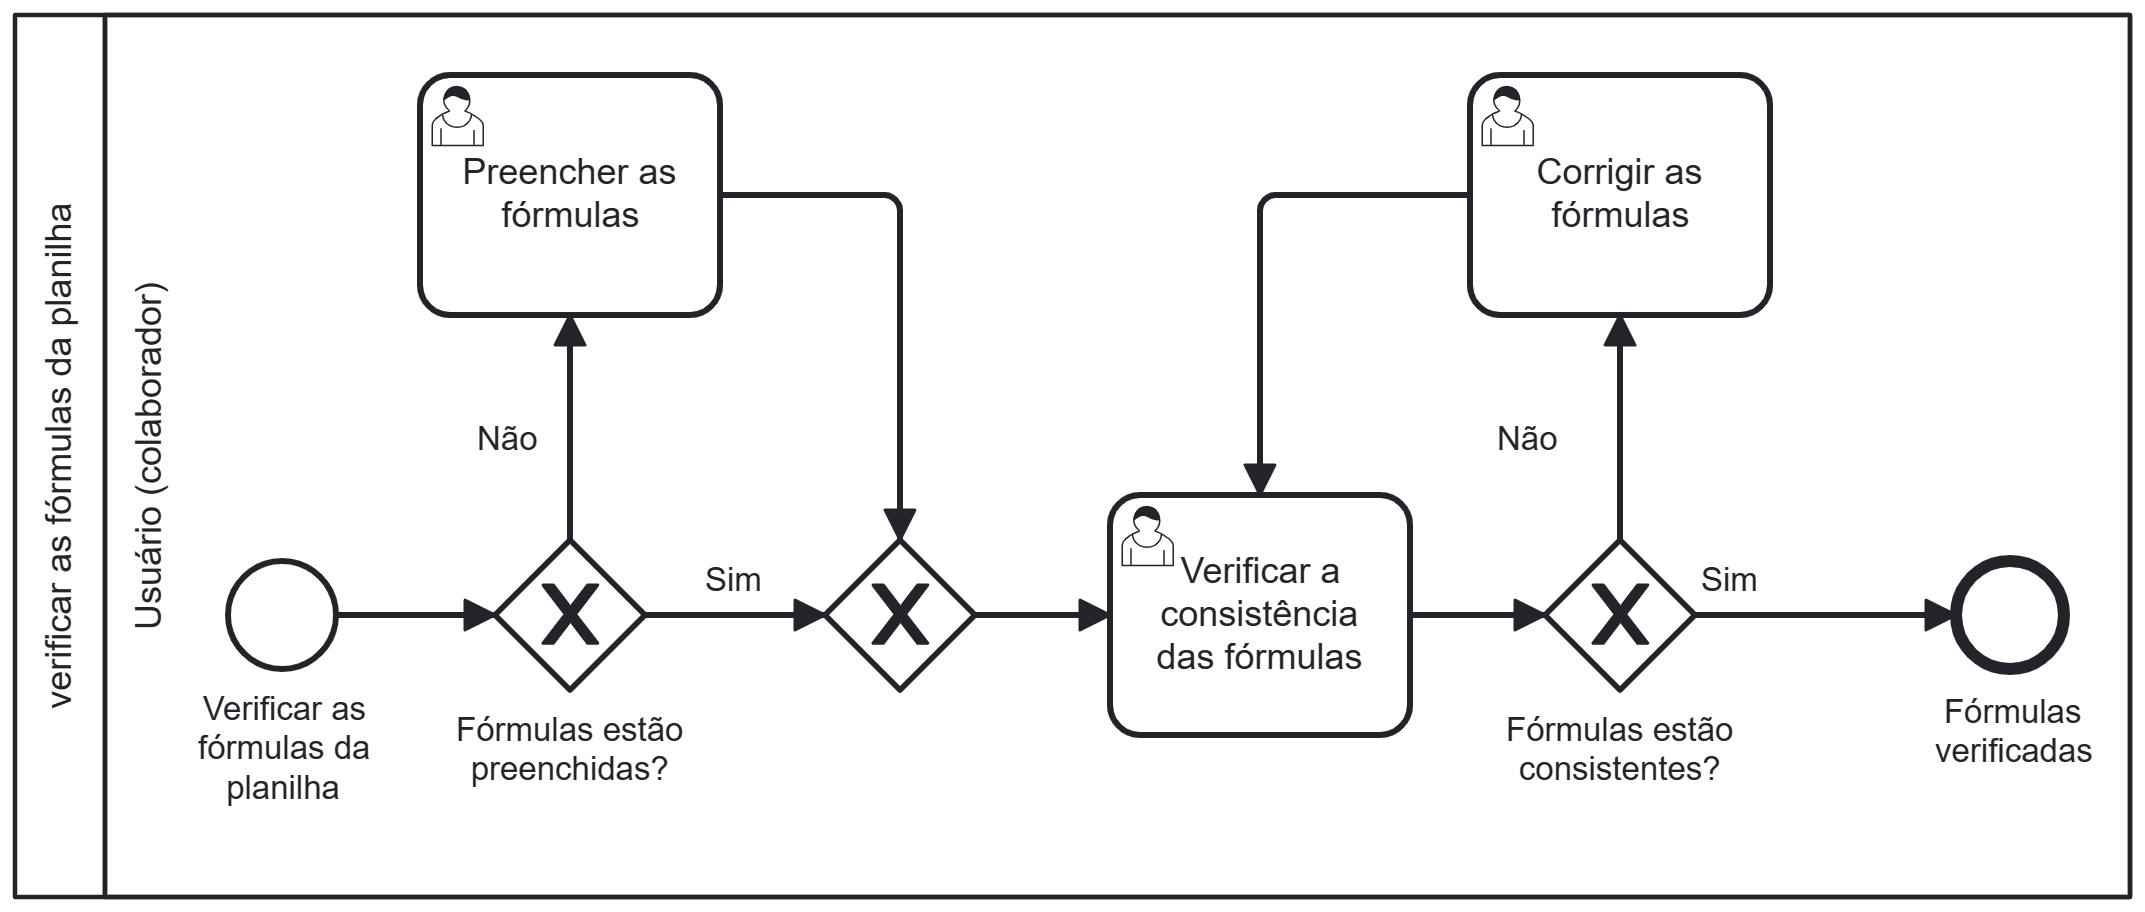 verificar as fórmulas da planilha
Usuário (colaborador)
Preencher as
fórmulas
Corrigir as
fórmulas
Não
Não
Sim
Sim
Verificar a
consistência
das fórmulas
Verificar as
fórmulas da
planilha
Fórmulas estão
preenchidas?
Fórmulas estão
consistentes?
Fórmulas
verificadas